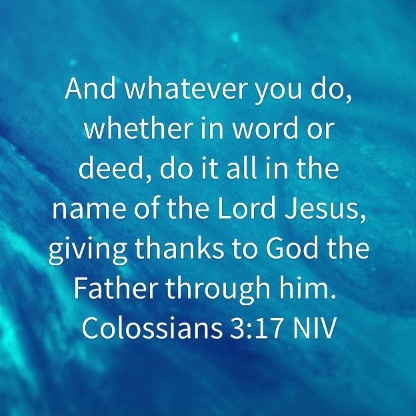 And whatever you do,
whether in word or
deed, do it all in the
name of the Lord Jesus,
giving thanks to God the
Father through him.
Colossians 3:17 NIV